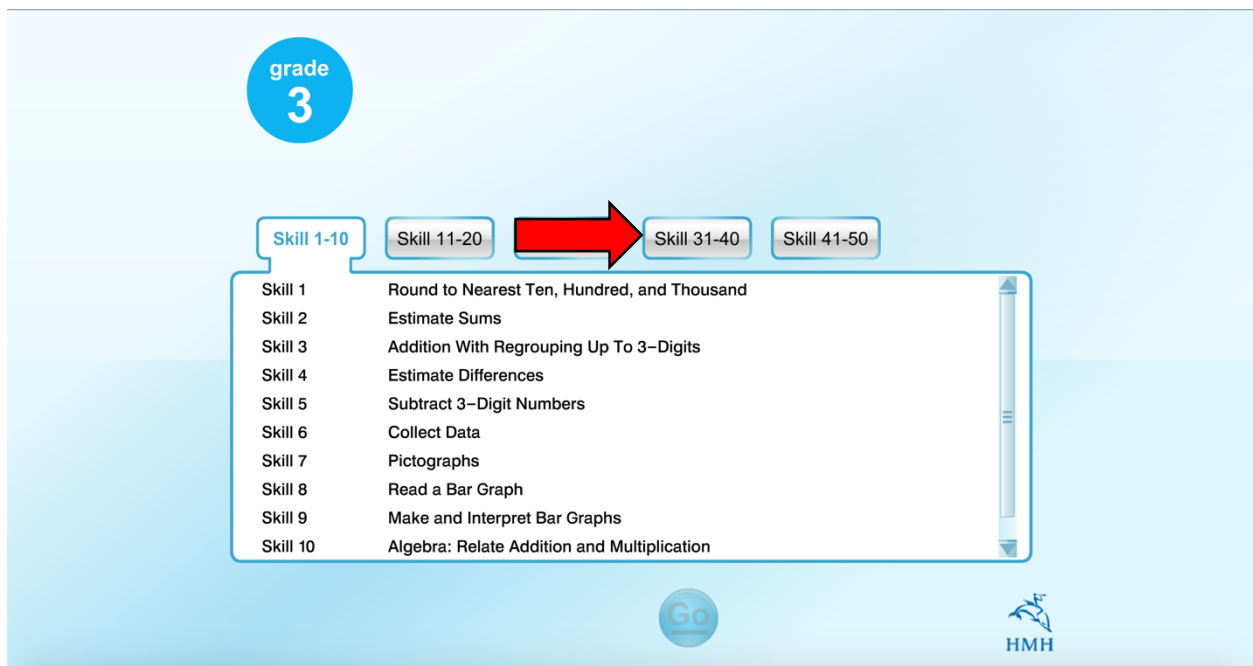 grade
3
Skill 1-10 Skill 11-20 Skill 31-40 Skill 41-50
Skill 1 Round to Nearest Ten, Hundred, and Thousand
Skill 2 Estimate Sums
Skill 3 Addition With Regrouping Up To 3–Digits
Skill 4 Estimate Differences
Skill 5 Subtract 3–Digit Numbers
Skill 6 Collect Data
Skill 7 Pictographs
Skill 8 Read a Bar Graph
Skill 9 Make and Interpret Bar Graphs
Skill 10 Algebra: Relate Addition and Multiplication
Go
HMH